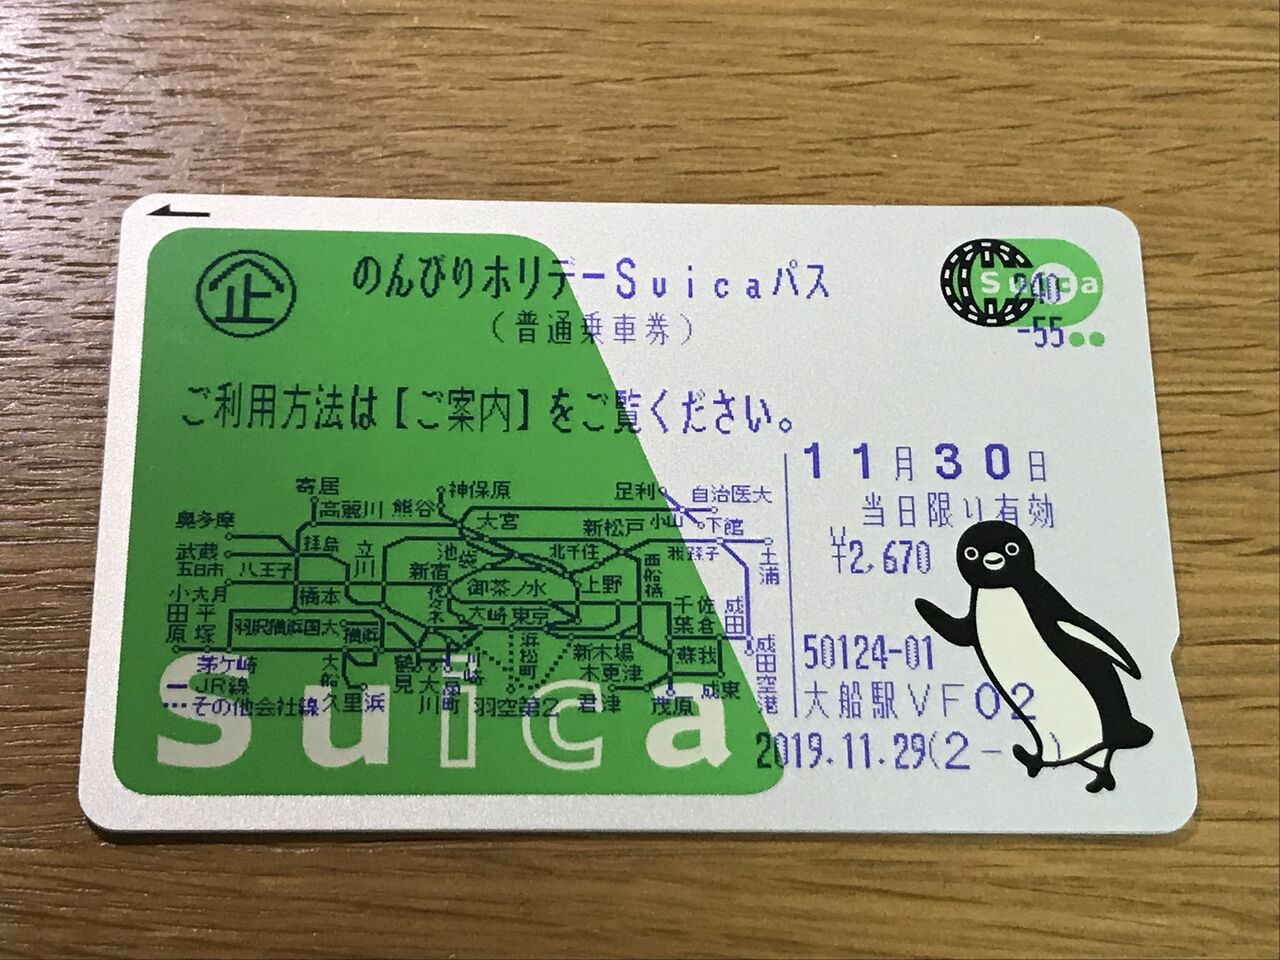 企
のんびりホリデーSuicaパス
(普通乗車券)
Suica
240
-55
ご利用方法は【ご案内】をご覧ください。
11月30日
当日限り有効
¥2,670
50124-01
大船駅VF02
2019.11.29(2-
寄居
高麗川
熊谷
神保原
足利
自治医大
奥多摩
大宮
新松戸
小山
下館
武蔵五日市
拝島
立川
池袋
北千住
我孫子
土浦
八王子
新宿
西船橋
小大月
橋本
代々木
御茶ノ水
上野
田平
原塚
羽沢横浜国大
横浜
大崎
東京
千葉
佐倉
成田
浜松町
新木場
蘇我
成田空港
茅ケ崎
大船
鶴見
川崎
木更津
JR線
久里浜
大川
扇町
羽空第2
君津
茂原
成東
その他会社線
Suica